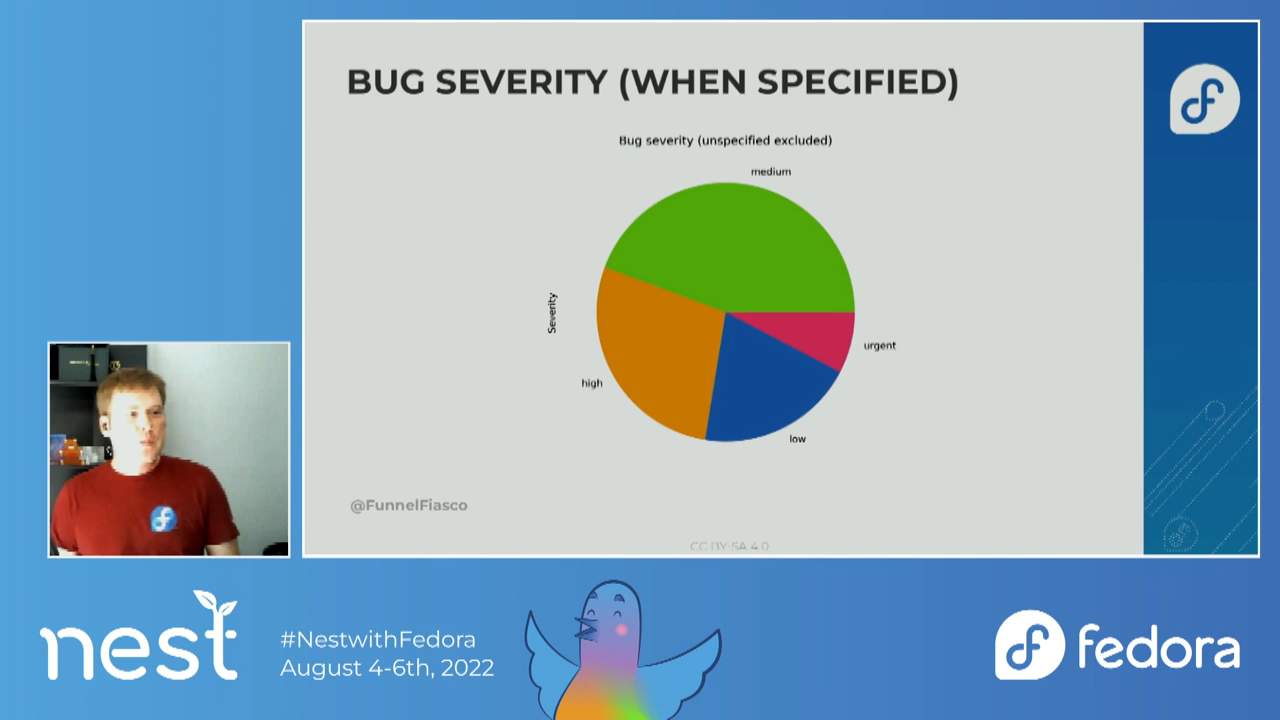 BUG SEVERITY (WHEN SPECIFIED)
Bug severity (unspecified excluded)
medium
Severity
urgent
high
low
@FunnelFiasco
CC BY-SA 4.0
nest
#NestwithFedora
August 4-6th, 2022
fedora